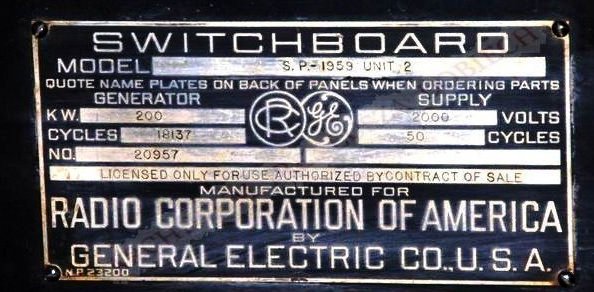 SWITCHBOARD
MODEL S.P.-1959 UNIT 2
QUOTE NAME PLATES ON BACK OF PANELS WHEN ORDERING PARTS
GENERATOR SUPPLY
KW. 200 2000 VOLTS
CYCLES 18137 50 CYCLES
NO. 20957
LICENSED ONLY FOR USE AUTHORIZED BY CONTRACT OF SALE
MANUFACTURED FOR
RADIO CORPORATION OF AMERICA
BY
GENERAL ELECTRIC CO., U.S.A.
N.P 23200